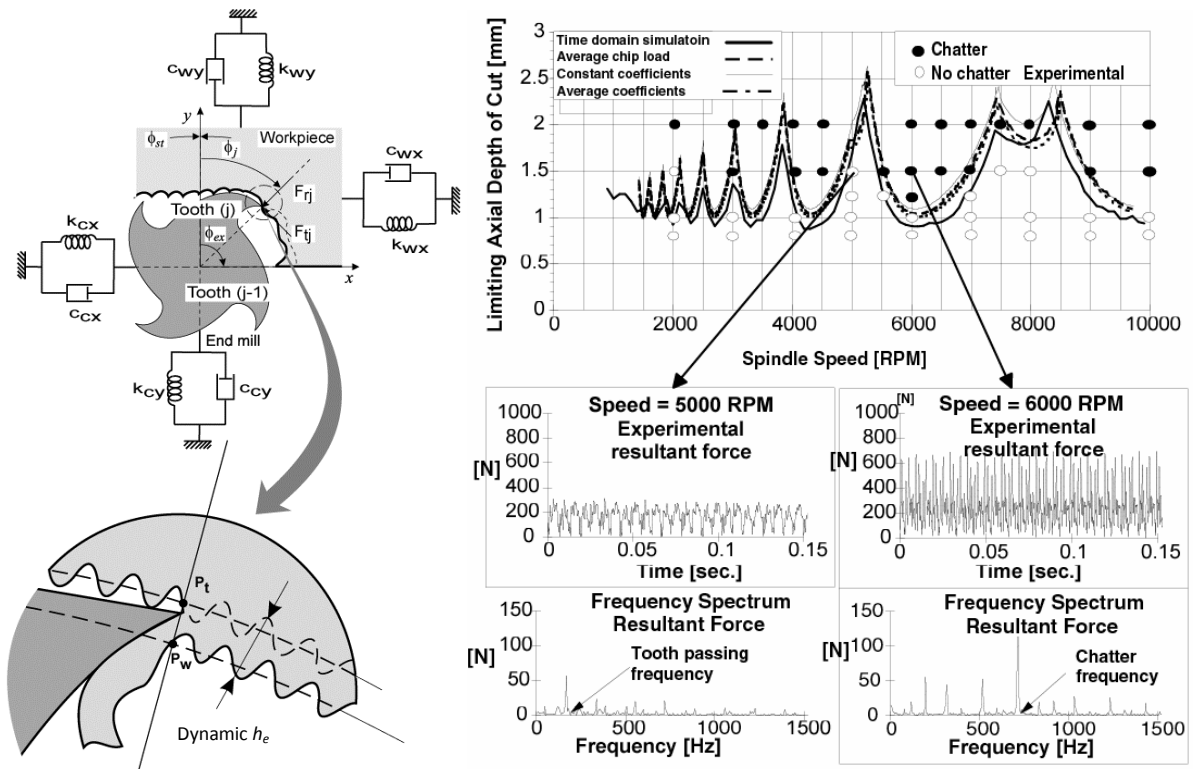 c_wy
k_wy
y
ϕ_st
ϕ_j
Workpiece
c_wx
F_rj
Tooth (j)
k_cx
F_tj
k_wx
ϕ_ex
x
Tooth (j-1)
c_cx
End mill
k_cy
c_cy
P_t
P_w
Dynamic h_e
Limiting Axial Depth of Cut [mm]
3
2.5
2
1.5
1
0.5
0
Time domain simulatoin
Average chip load
Constant coefficients
Average coefficients
Chatter
No chatter Experimental
0 2000 4000 6000 8000 10000
Spindle Speed [RPM]
Speed = 5000 RPM
Experimental
resultant force
[N]
1000
800
600
400
200
0
0 0.05 0.1 0.15
Time [sec.]
[N]
Speed = 6000 RPM
Experimental
resultant force
[N]
1000
800
600
400
200
0
0 0.05 0.1 0.15
Time [sec.]
Frequency Spectrum
Resultant Force
[N]
150
100
50
0
Tooth passing
frequency
0 500 1000 1500
Frequency [Hz]
Frequency Spectrum
Resultant Force
[N]
150
100
50
0
Chatter
frequency
0 500 1000 1500
Frequency [Hz]